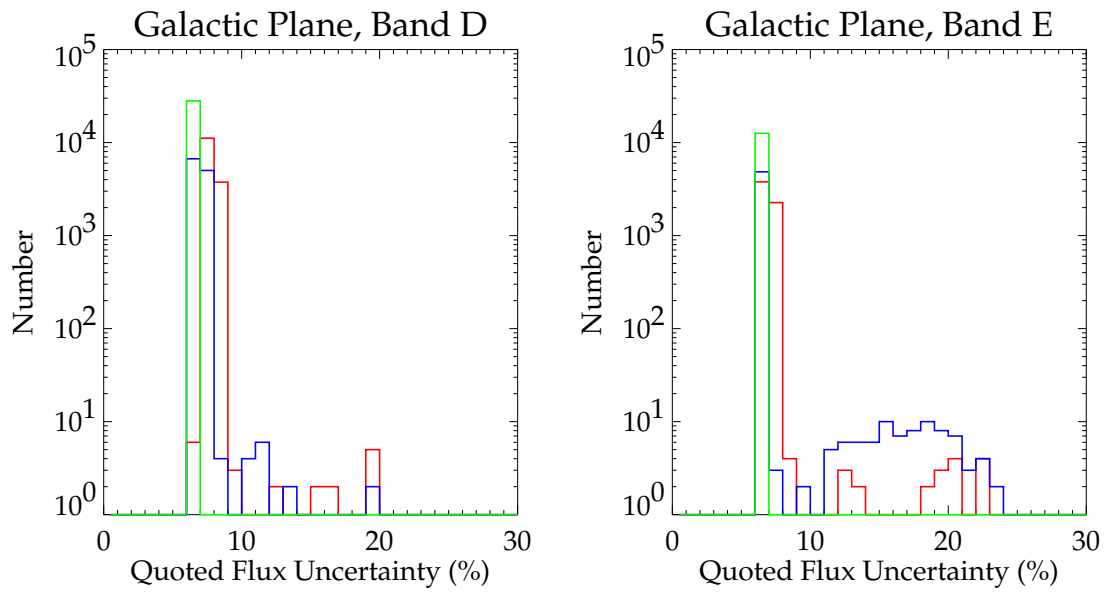 Galactic Plane, Band D
10^5
10^4
10^3
10^2
10^1
10^0
Number
0 10 20 30
Quoted Flux Uncertainty (%)
Galactic Plane, Band E
10^5
10^4
10^3
10^2
10^1
10^0
Number
0 10 20 30
Quoted Flux Uncertainty (%)